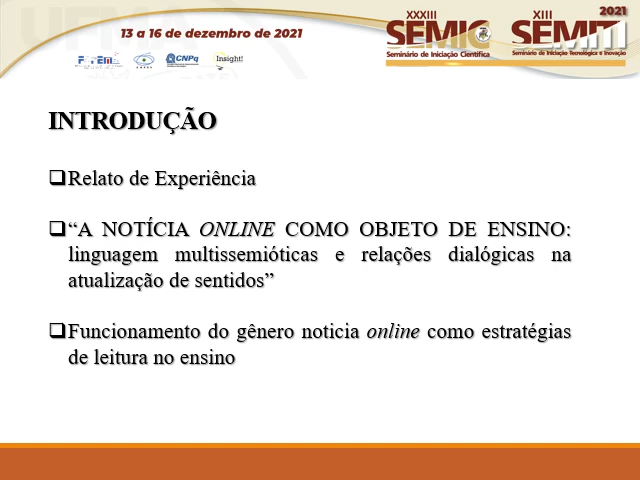 13 a 16 de dezembro de 2021
CNPq
Insight!
XXXIII
SEMIC
Seminário de Iniciação Científica
XIII
2021
SEMITI
Seminário de Iniciação Tecnológica e Inovação
INTRODUÇÃO
❑Relato de Experiência
❑“A NOTÍCIA ONLINE COMO OBJETO DE ENSINO:
linguagem multissemióticas e relações dialógicas na
atualização de sentidos”
❑Funcionamento do gênero noticia online como estratégias
de leitura no ensino